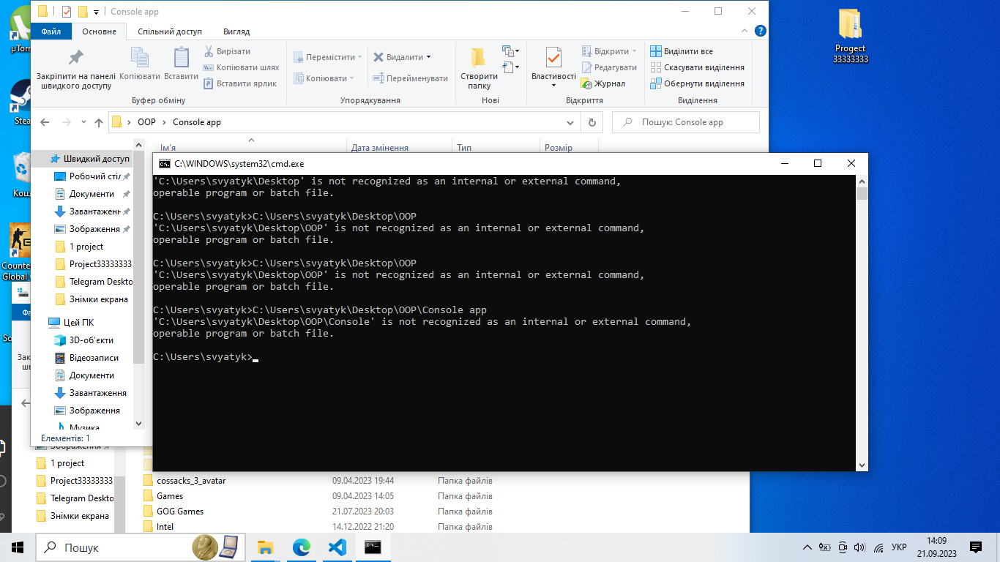 Console app
Файл
Основне
Спільний доступ
Вигляд
Закріпити на панелі
швидкого доступу
Копіювати
Вставити
Вирізати
Копіювати шлях
Вставити ярлик
Буфер обміну
Перемістити
Копіювати
Видалити
Перейменувати
Упорядкування
Створити
папку
Нові
Властивості
Відкрити
Редагувати
Журнал
Відкриття
Виділити все
Скасувати виділення
Обернути виділення
Виділення
OOP
Console app
Пошук: Console app
Ім'я
Дата змінення
Тип
Розмір
Швидкий доступ
Робочий стіл
Документи
Завантаженн
Зображення
1 project
Project33333333
Telegram Deskto
Знімки екрана
Цей ПК
3D-об'єкти
Відеозаписи
Документи
Завантаження
Зображення
Музика
Елементів: 1
C:\WINDOWS\system32\cmd.exe
'C:\Users\svyatyk\Desktop' is not recognized as an internal or external command,
operable program or batch file.
C:\Users\svyatyk>C:\Users\svyatyk\Desktop\OOP
'C:\Users\svyatyk\Desktop\OOP' is not recognized as an internal or external command,
operable program or batch file.
C:\Users\svyatyk>C:\Users\svyatyk\Desktop\OOP
'C:\Users\svyatyk\Desktop\OOP' is not recognized as an internal or external command,
operable program or batch file.
C:\Users\svyatyk>C:\Users\svyatyk\Desktop\OOP\Console app
'C:\Users\svyatyk\Desktop\OOP\Console' is not recognized as an internal or external command,
operable program or batch file.
C:\Users\svyatyk>
Progect
33333333
µTorr
Stea
Кош
Counte
Global
Зображення
1 project
Project33333333
Telegram Deskto
Знімки екрана
cossacks_3_avatar 09.04.2023 19:44 Папка файлів
Games 09.04.2023 14:05 Папка файлів
GOG Games 21.07.2023 20:03 Папка файлів
Intel 14.12.2022 21:20 Папка файлів
Пошук
УКР
14:09
21.09.2023